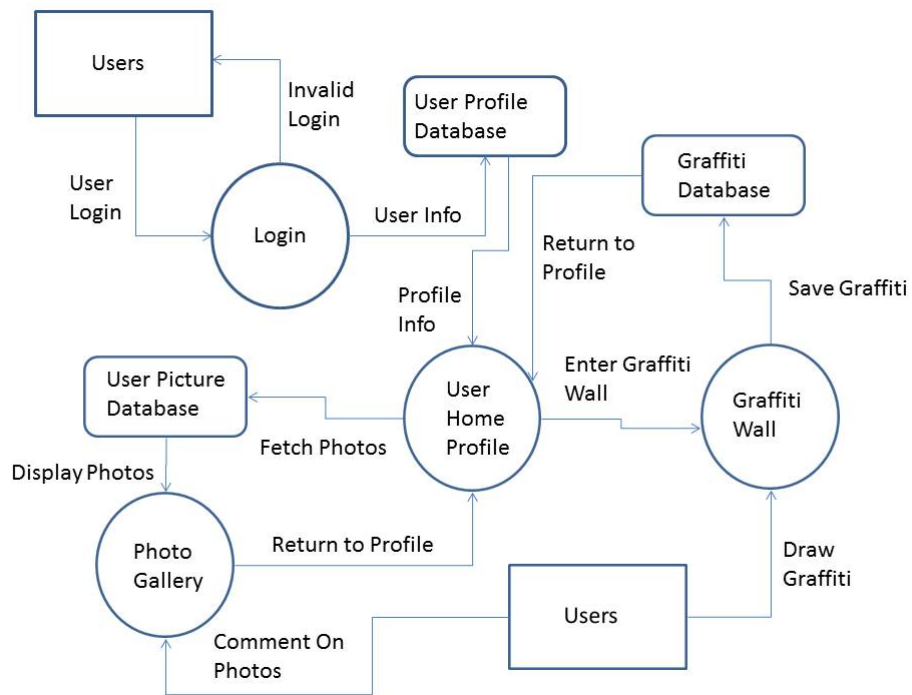 Users
Invalid
Login
User Profile
Database
Graffiti
Database
User
Login
Login
User Info
Return to
Profile
Profile
Info
Save Graffiti
User Picture
Database
User
Home
Profile
Enter Graffiti
Wall
Graffiti
Wall
Fetch Photos
Display Photos
Photo
Gallery
Return to Profile
Draw
Graffiti
Users
Comment On
Photos